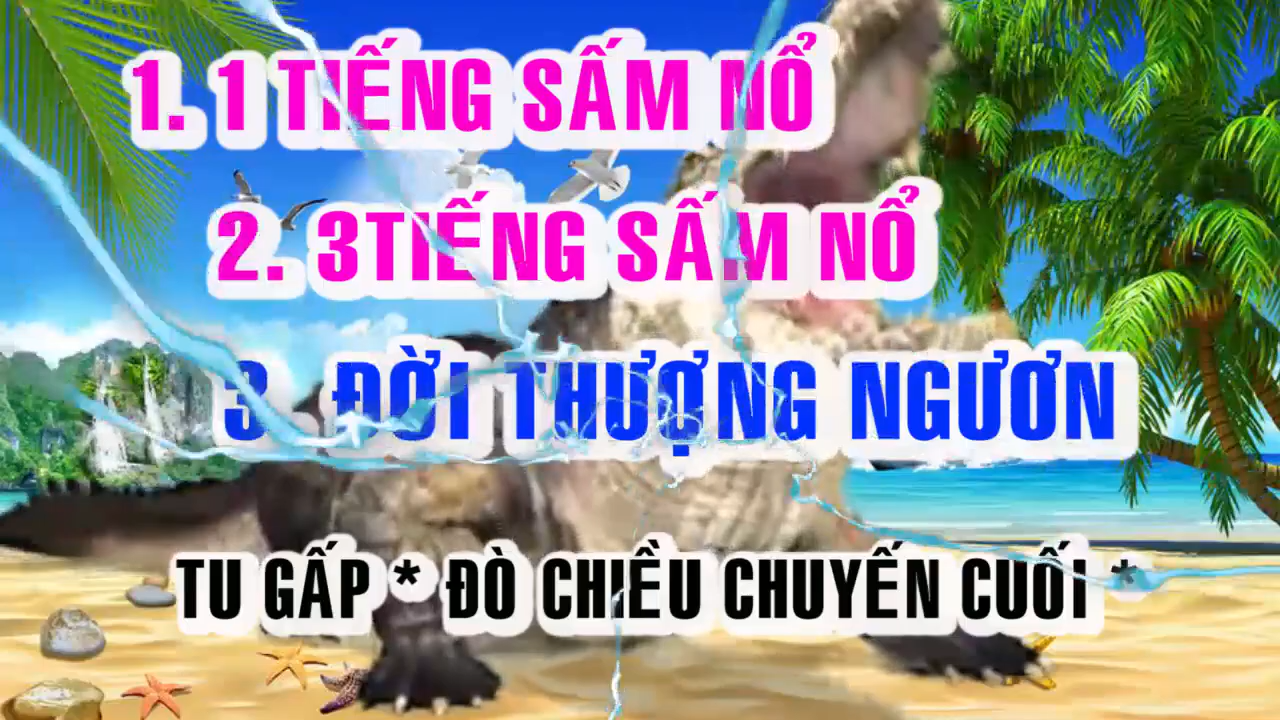 1. 1 TIẾNG SẤM NỔ
2. 3TIẾNG SẤM NỔ
3. ĐỜI THƯỢNG NGƯƠN
TU GẤP * ĐÒ CHIỀU CHUYẾN CUỐI *